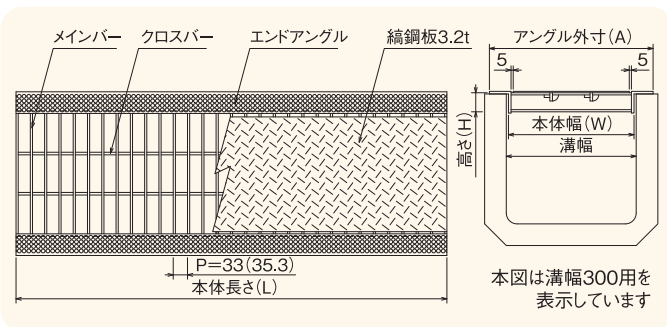 メインバー
クロスバー
エンドアングル
縞鋼板3.2t
アングル外寸(A)
5
5
本体幅(W)
溝幅
高さ(H)
P=33(35.3)
本体長さ(L)
本図は溝幅300用を
表示しています